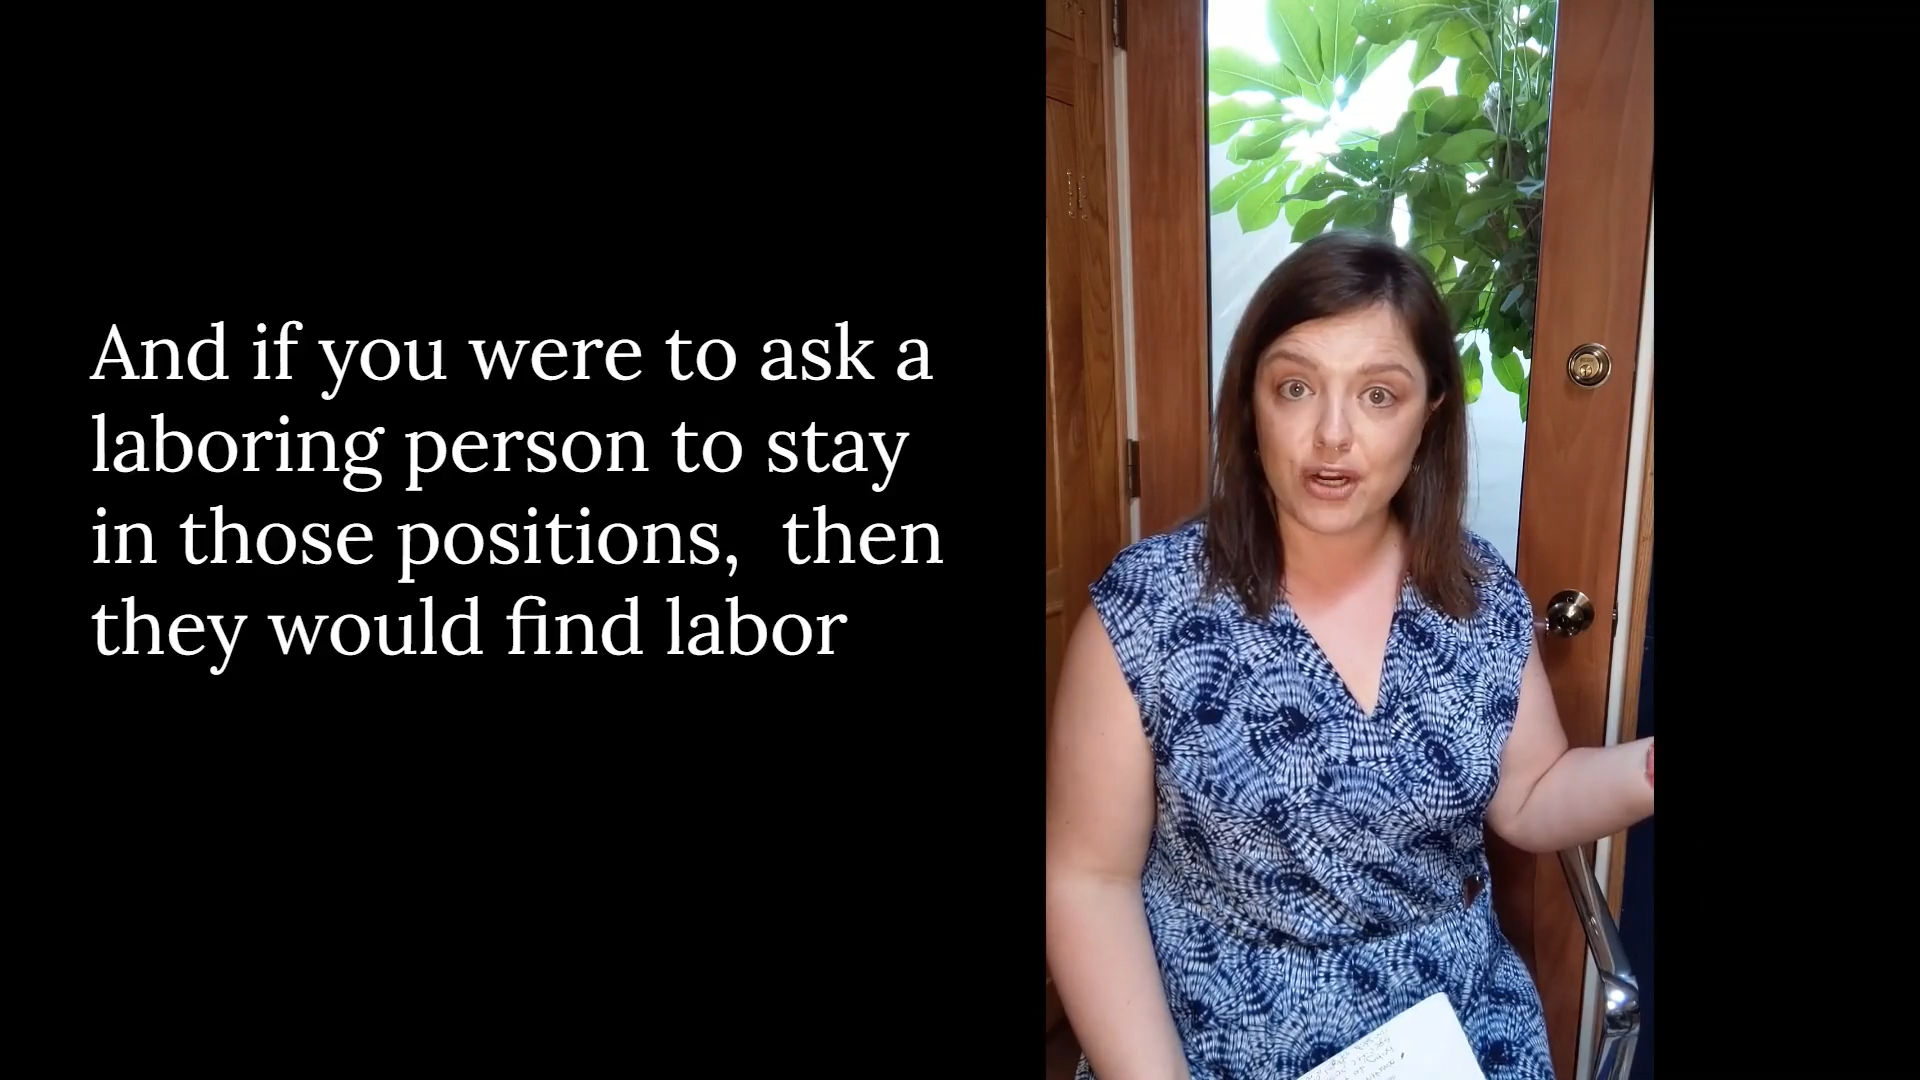 And if you were to ask a
laboring person to stay
in those positions,  then
they would find labor